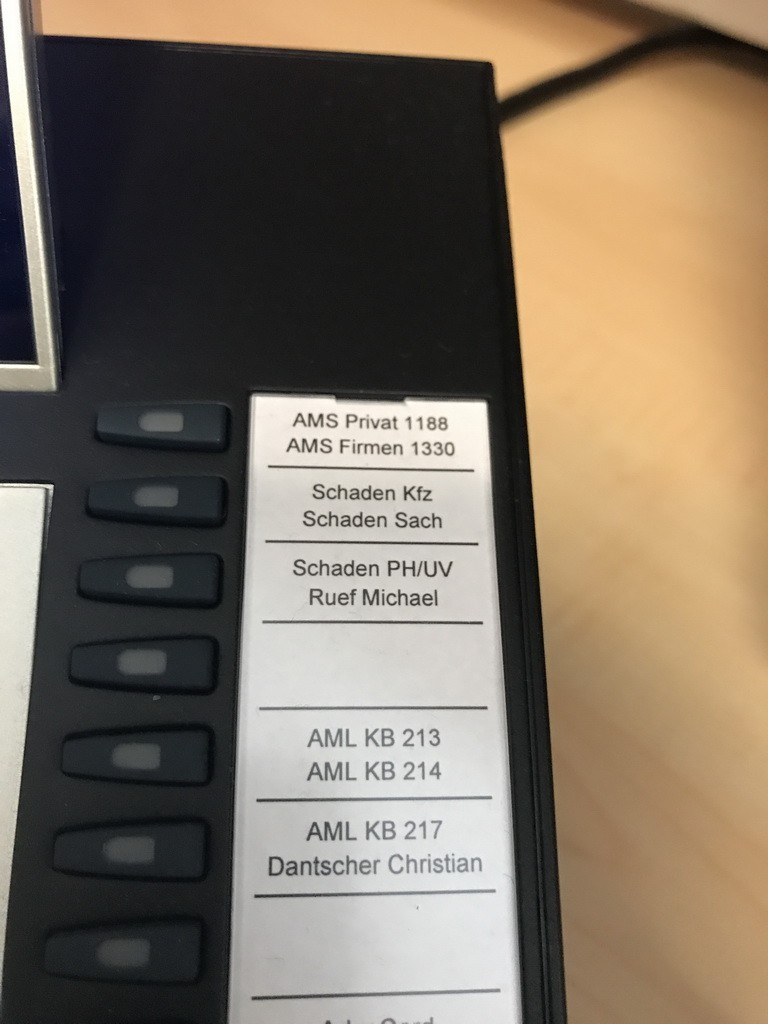 AMS Privat 1188
AMS Firmen 1330
Schaden Kfz
Schaden Sach
Schaden PH/UV
Ruef Michael
AML KB 213
AML KB 214
AML KB 217
Dantscher Christian